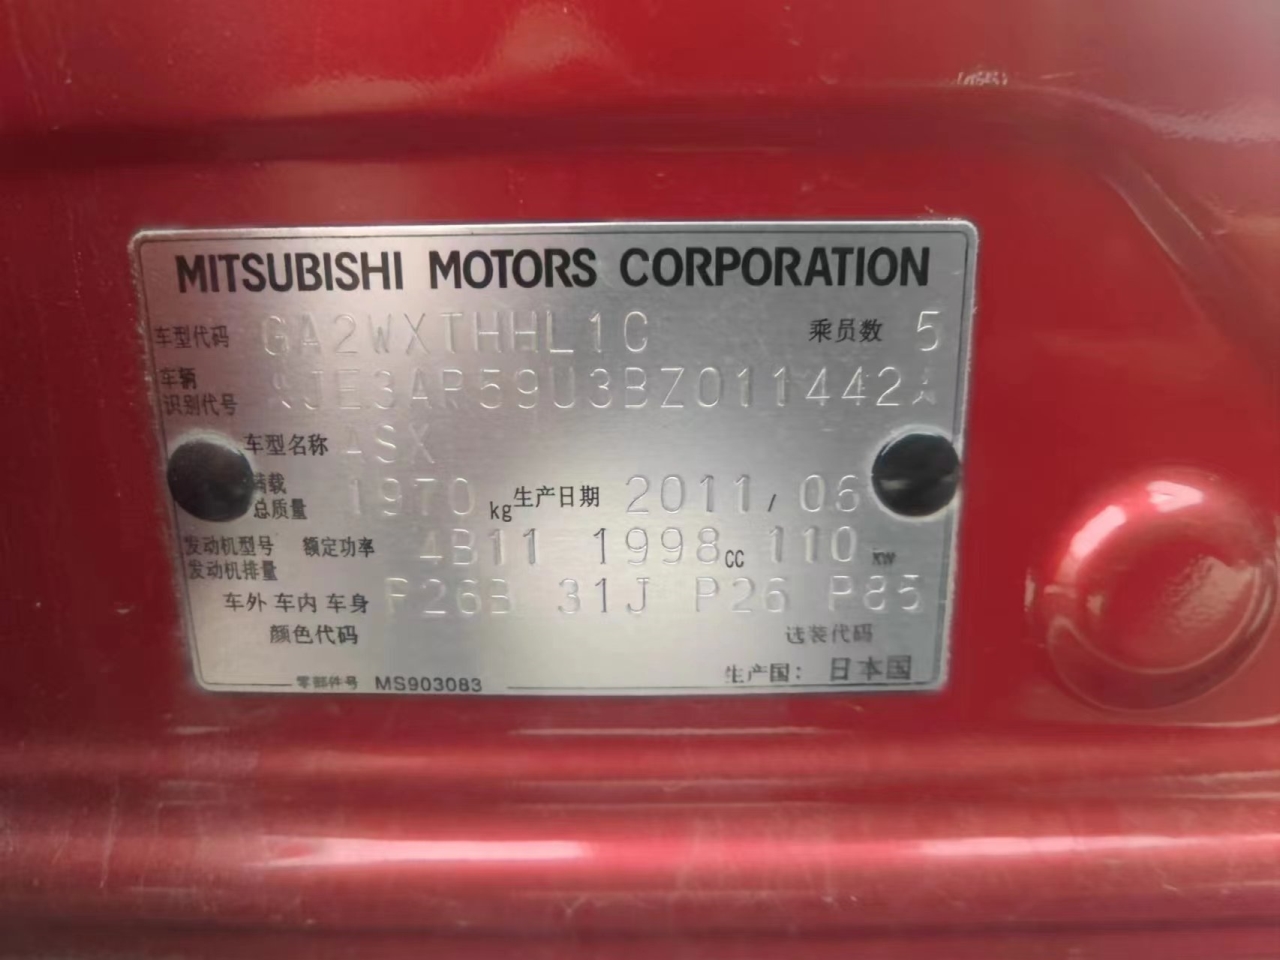 MITSUBISHI MOTORS CORPORATION
车型代码 GA2WXTHHL1C 乘员数 5
车辆
识别代号 JE3AR59U3BZ011442
车型名称 ASX
满载
总质量 1970 kg 生产日期 2011/06
发动机型号 额定功率 4B11 1998cc 110 kW
发动机排量
车外 车内 车身 P26B 31J P26 P85
颜色代码 选装代码
生产国：日本国
零部件号 MS903083